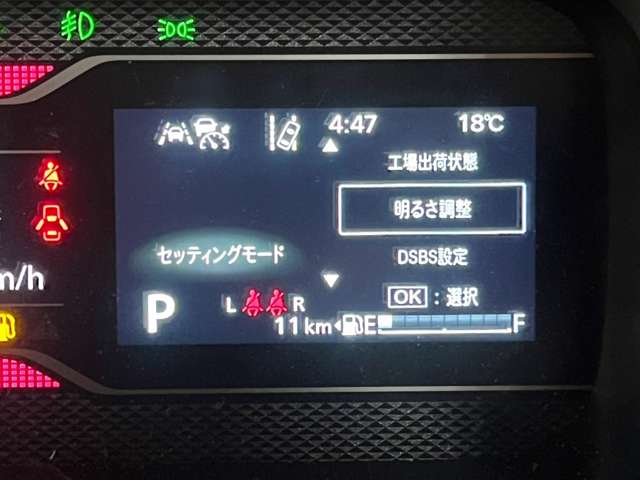 4:47 18℃
工場出荷状態
明るさ調整
セッティングモード DSBS設定
OK : 選択
m/h
P L R
11km E F